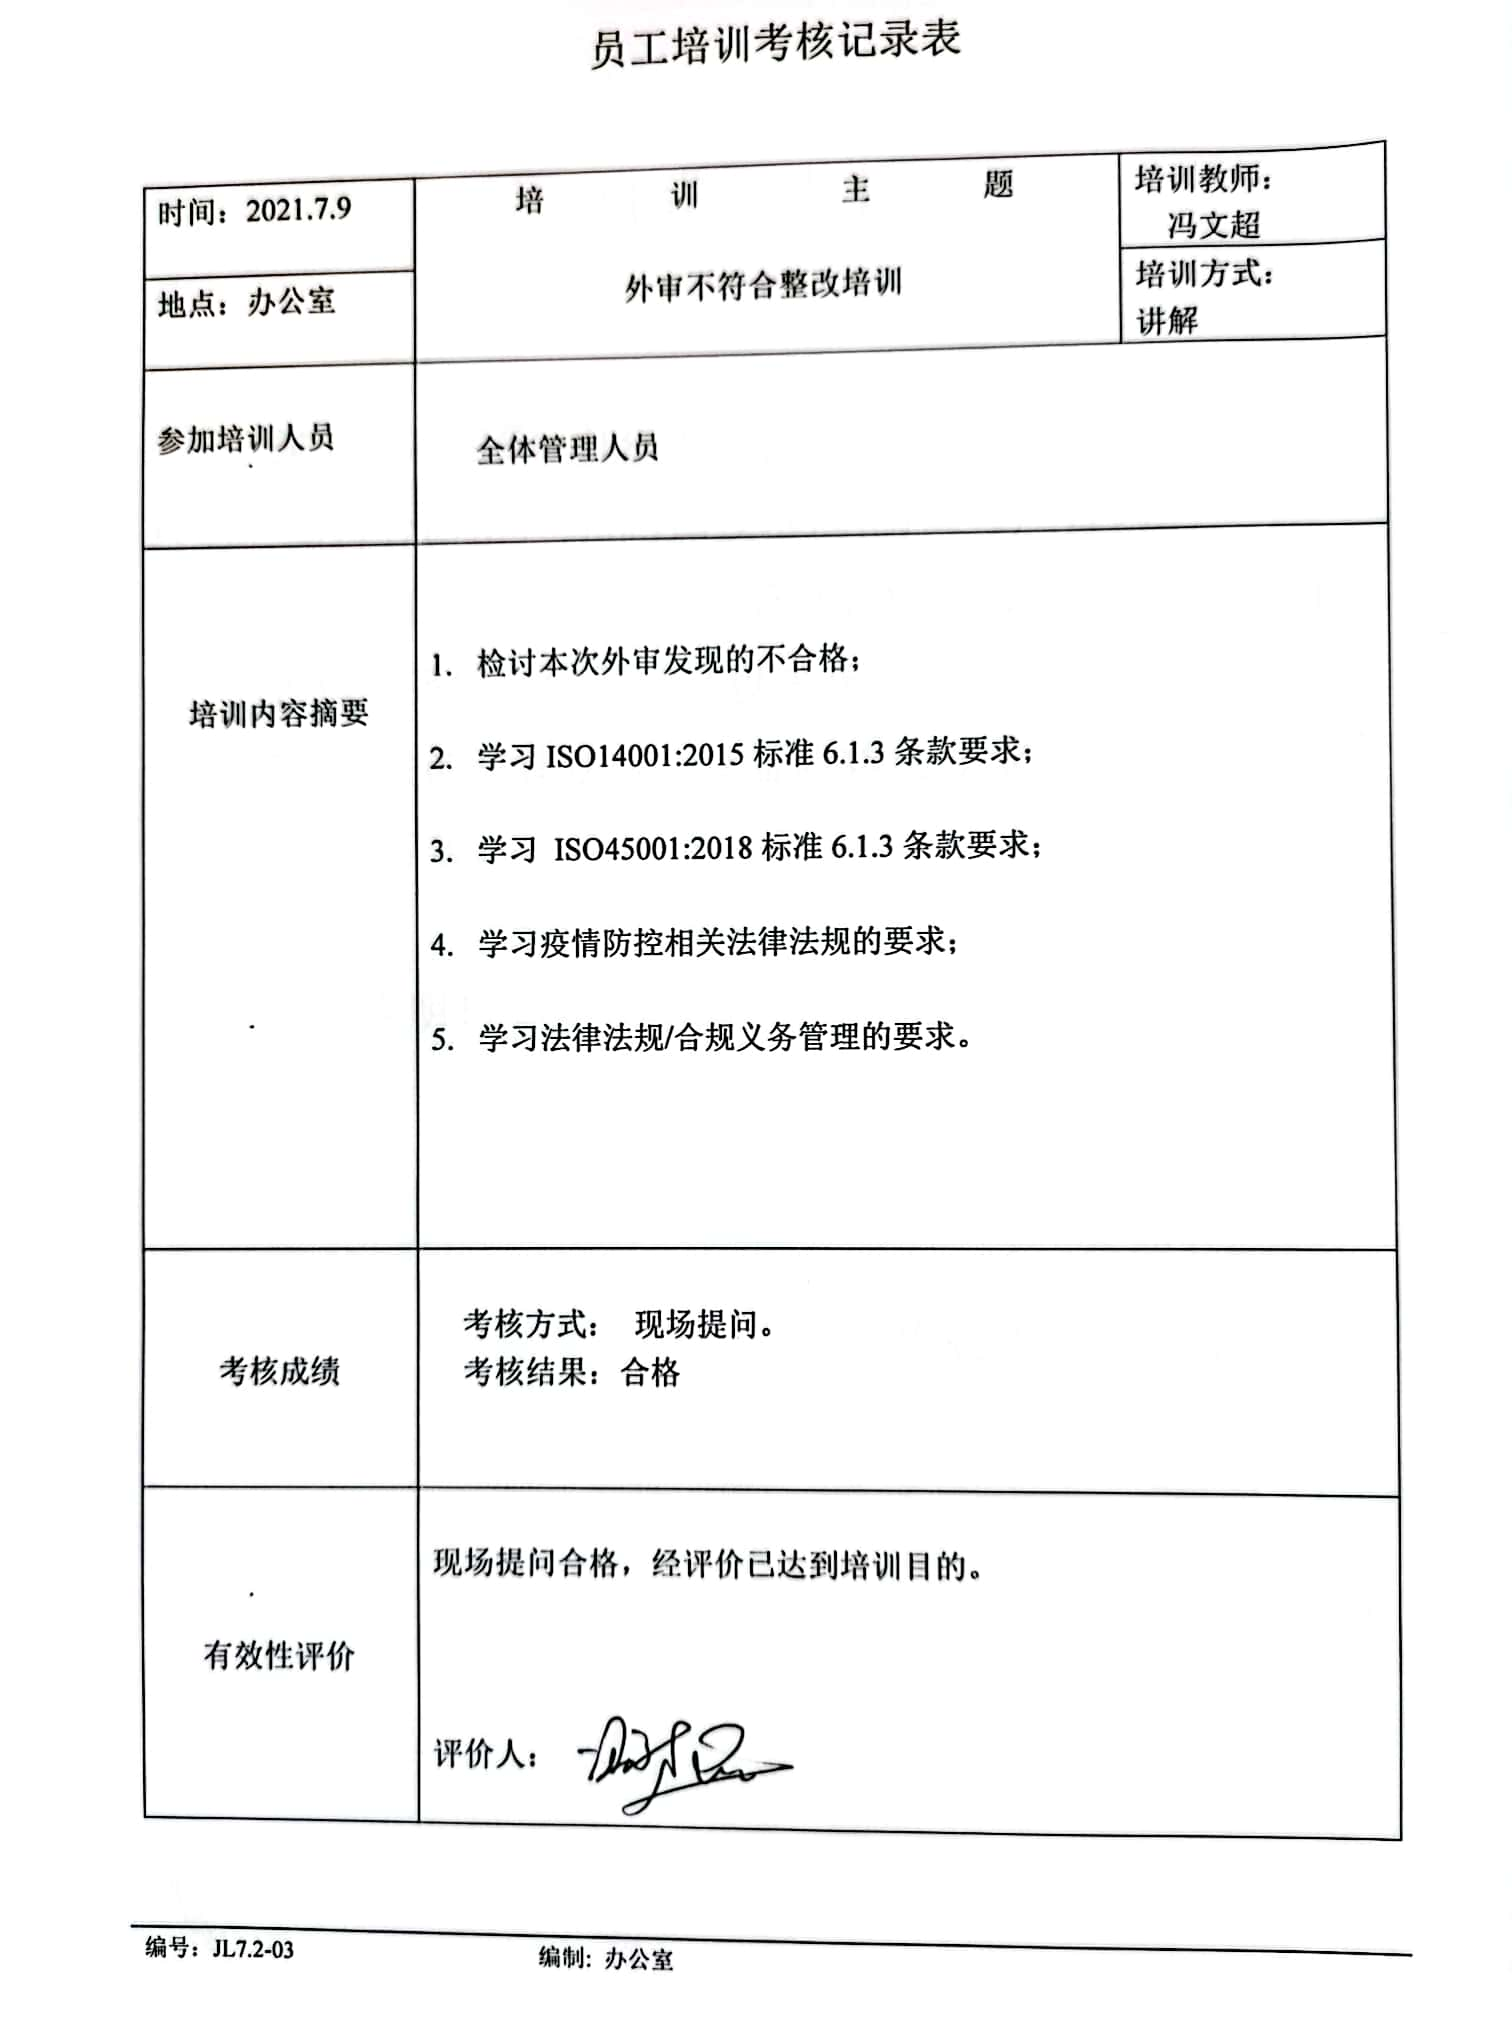 员工培训考核记录表
时间：2021.7.9
培 训 主 题
培训教师：
冯文超
地点：办公室
外审不符合整改培训
培训方式：
讲解
参加培训人员
全体管理人员
培训内容摘要
1. 检讨本次外审发现的不合格；
2. 学习 ISO14001:2015 标准 6.1.3 条款要求；
3. 学习 ISO45001:2018 标准 6.1.3 条款要求；
4. 学习疫情防控相关法律法规的要求；
5. 学习法律法规/合规义务管理的要求。
考核成绩
考核方式： 现场提问。
考核结果：合格
有效性评价
现场提问合格，经评价已达到培训目的。
评价人：
编号：JL7.2-03
编制: 办公室